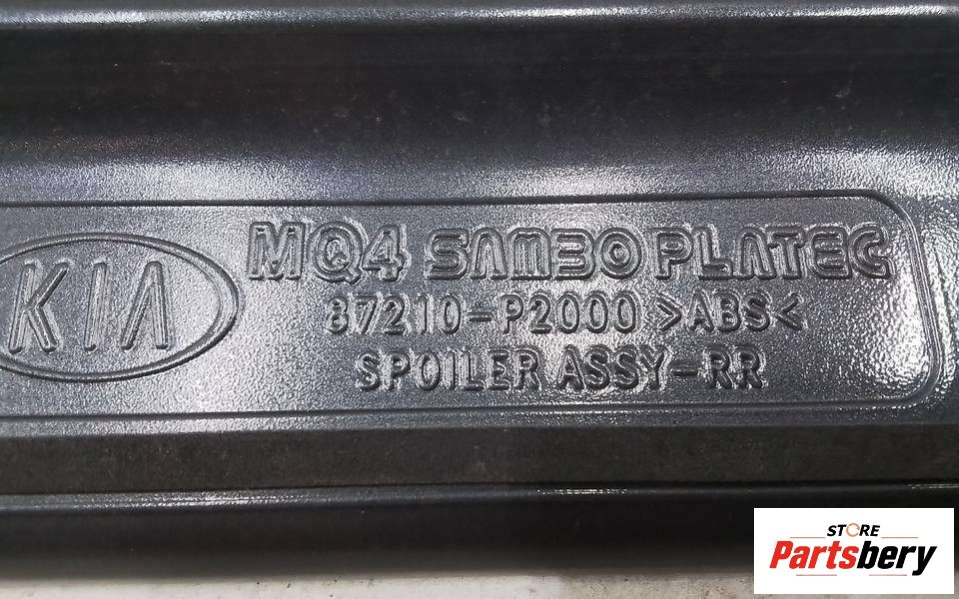 KIA
MQ4 SAMBO PLATEC
87210-P2000 >ABS<
SPOILER ASSY-RR
STORE
Partsbery